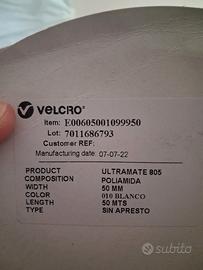 VELCRO®
Item: E00605001099950
Lot: 7011686793
Customer REF:
Manufacturing date: 07-07-22
PRODUCT ULTRAMATE 805
COMPOSITION POLIAMIDA
WIDTH 50 MM
COLOR 010 BLANCO
LENGTH 50 MTS
TYPE SIN APRESTO
subito